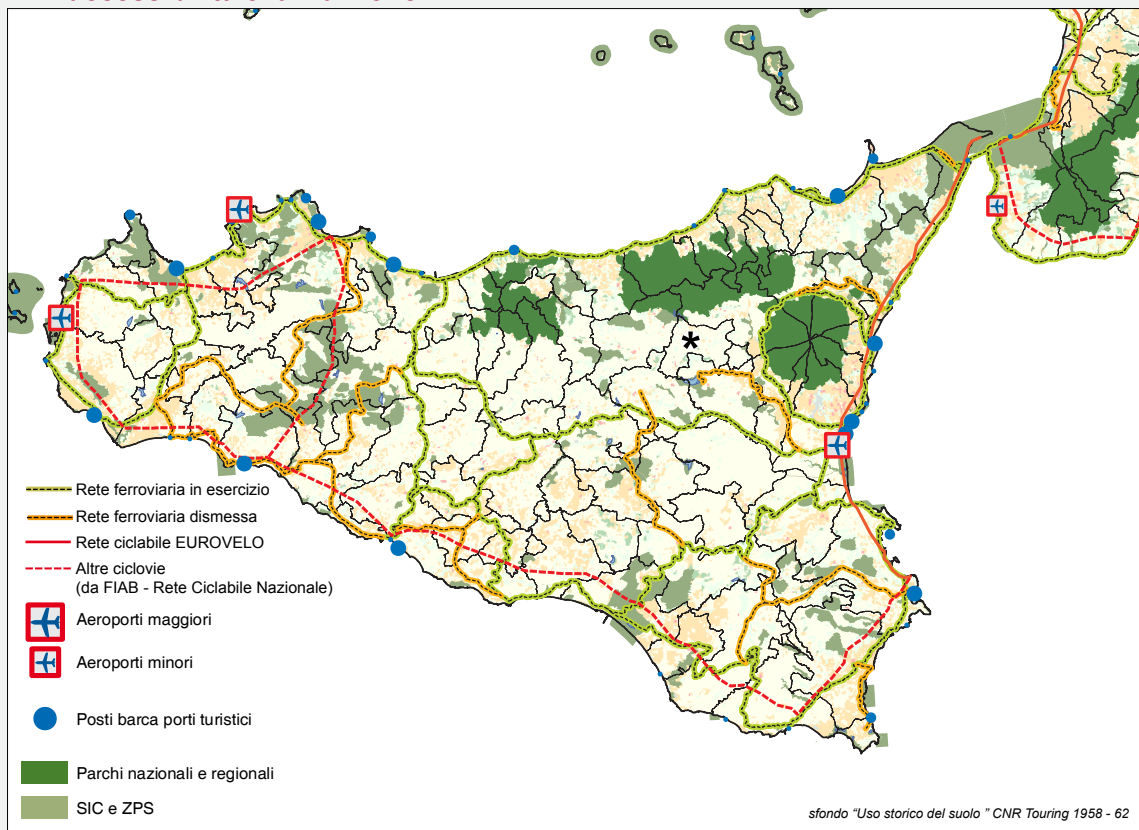 Rete ferroviaria in esercizio
Rete ferroviaria dismessa
Rete ciclabile EUROVELO
Altre ciclovie
(da FIAB - Rete Ciclabile Nazionale)
Aeroporti maggiori
Aeroporti minori
Posti barca porti turistici
Parchi nazionali e regionali
SIC e ZPS
*
sfondo "Uso storico del suolo " CNR Touring 1958 - 62